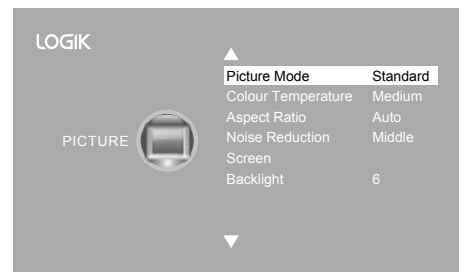 LOGIK
PICTURE
Picture Mode Standard
Colour Temperature Medium
Aspect Ratio Auto
Noise Reduction Middle
Screen
Backlight 6